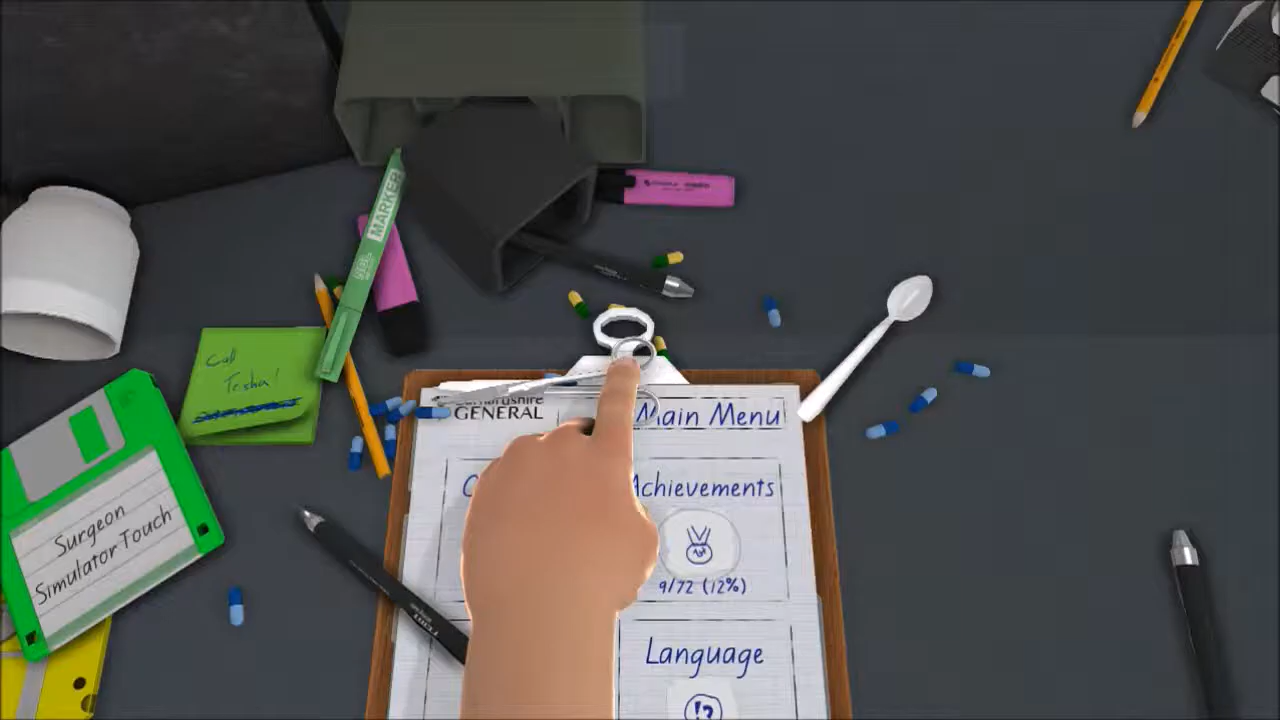 MARKER
Call
Tesha!
GENERAL
Main Menu
Achievements
9/72 (12%)
Language
!?
Surgeon
Simulator Touch